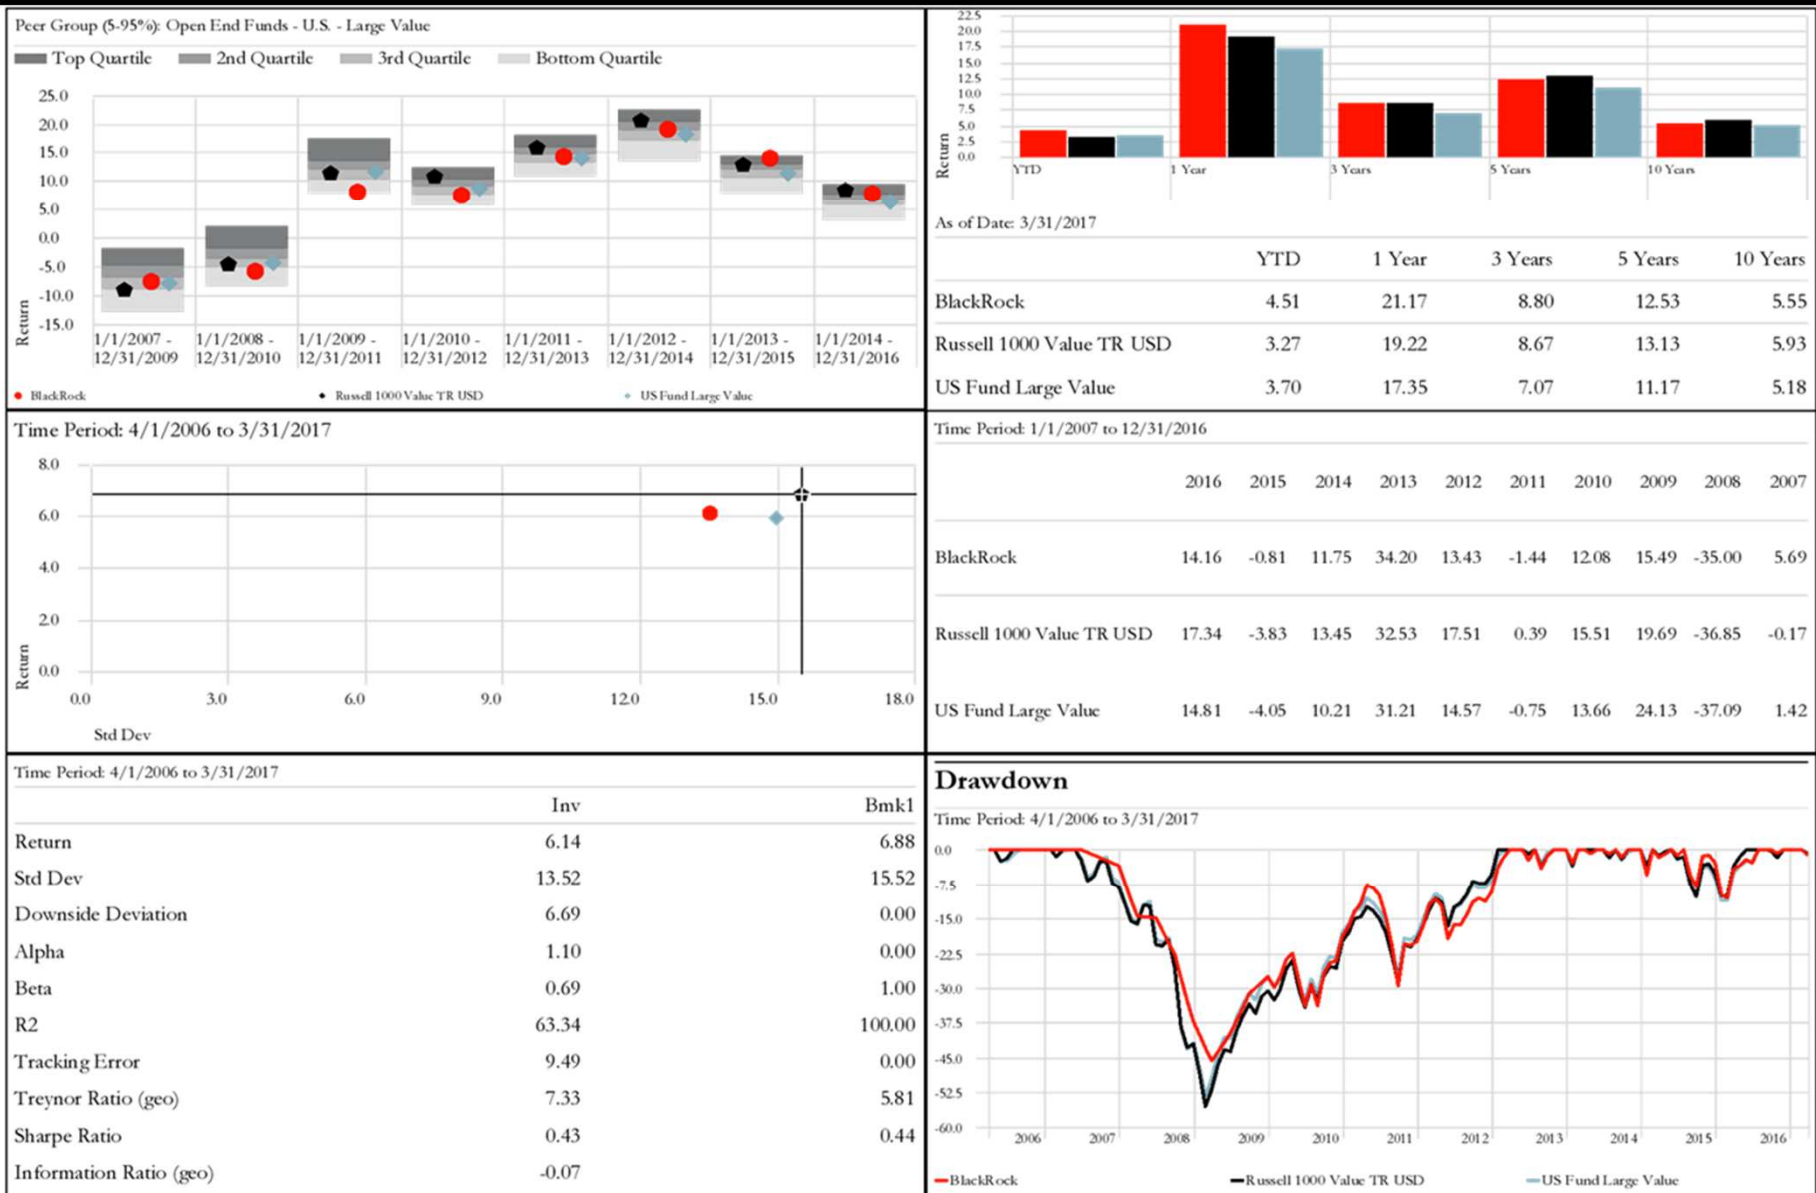 Peer Group (5-95%): Open End Funds - U.S. - Large Value
Top Quartile 2nd Quartile 3rd Quartile Bottom Quartile
25.0
20.0
15.0
10.0
5.0
0.0
-5.0
-10.0
-15.0
Return
1/1/2007 - 1/1/2008 - 1/1/2009 - 1/1/2010 - 1/1/2011 - 1/1/2012 - 1/1/2013 - 1/1/2014 -
12/31/2009 12/31/2010 12/31/2011 12/31/2012 12/31/2013 12/31/2014 12/31/2015 12/31/2016
BlackRock Russell 1000 Value TR USD US Fund Large Value
22.5
20.0
17.5
15.0
12.5
10.0
7.5
5.0
2.5
0.0
Return
YTD 1 Year 3 Years 5 Years 10 Years
As of Date: 3/31/2017
YTD 1 Year 3 Years 5 Years 10 Years
BlackRock 4.51 21.17 8.80 12.53 5.55
Russell 1000 Value TR USD 3.27 19.22 8.67 13.13 5.93
US Fund Large Value 3.70 17.35 7.07 11.17 5.18
Time Period: 4/1/2006 to 3/31/2017
8.0
6.0
4.0
2.0
0.0
Return
0.0 3.0 6.0 9.0 12.0 15.0 18.0
Std Dev
Time Period: 1/1/2007 to 12/31/2016
2016 2015 2014 2013 2012 2011 2010 2009 2008 2007
BlackRock 14.16 -0.81 11.75 34.20 13.43 -1.44 12.08 15.49 -35.00 5.69
Russell 1000 Value TR USD 17.34 -3.83 13.45 32.53 17.51 0.39 15.51 19.69 -36.85 -0.17
US Fund Large Value 14.81 -4.05 10.21 31.21 14.57 -0.75 13.66 24.13 -37.09 1.42
Time Period: 4/1/2006 to 3/31/2017
Inv Bmk1
Return 6.14 6.88
Std Dev 13.52 15.52
Downside Deviation 6.69 0.00
Alpha 1.10 0.00
Beta 0.69 1.00
R2 63.34 100.00
Tracking Error 9.49 0.00
Treynor Ratio (geo) 7.33 5.81
Sharpe Ratio 0.43 0.44
Information Ratio (geo) -0.07
Drawdown
Time Period: 4/1/2006 to 3/31/2017
0.0
-7.5
-15.0
-22.5
-30.0
-37.5
-45.0
-52.5
-60.0
2006 2007 2008 2009 2010 2011 2012 2013 2014 2015 2016
BlackRock Russell 1000 Value TR USD US Fund Large Value